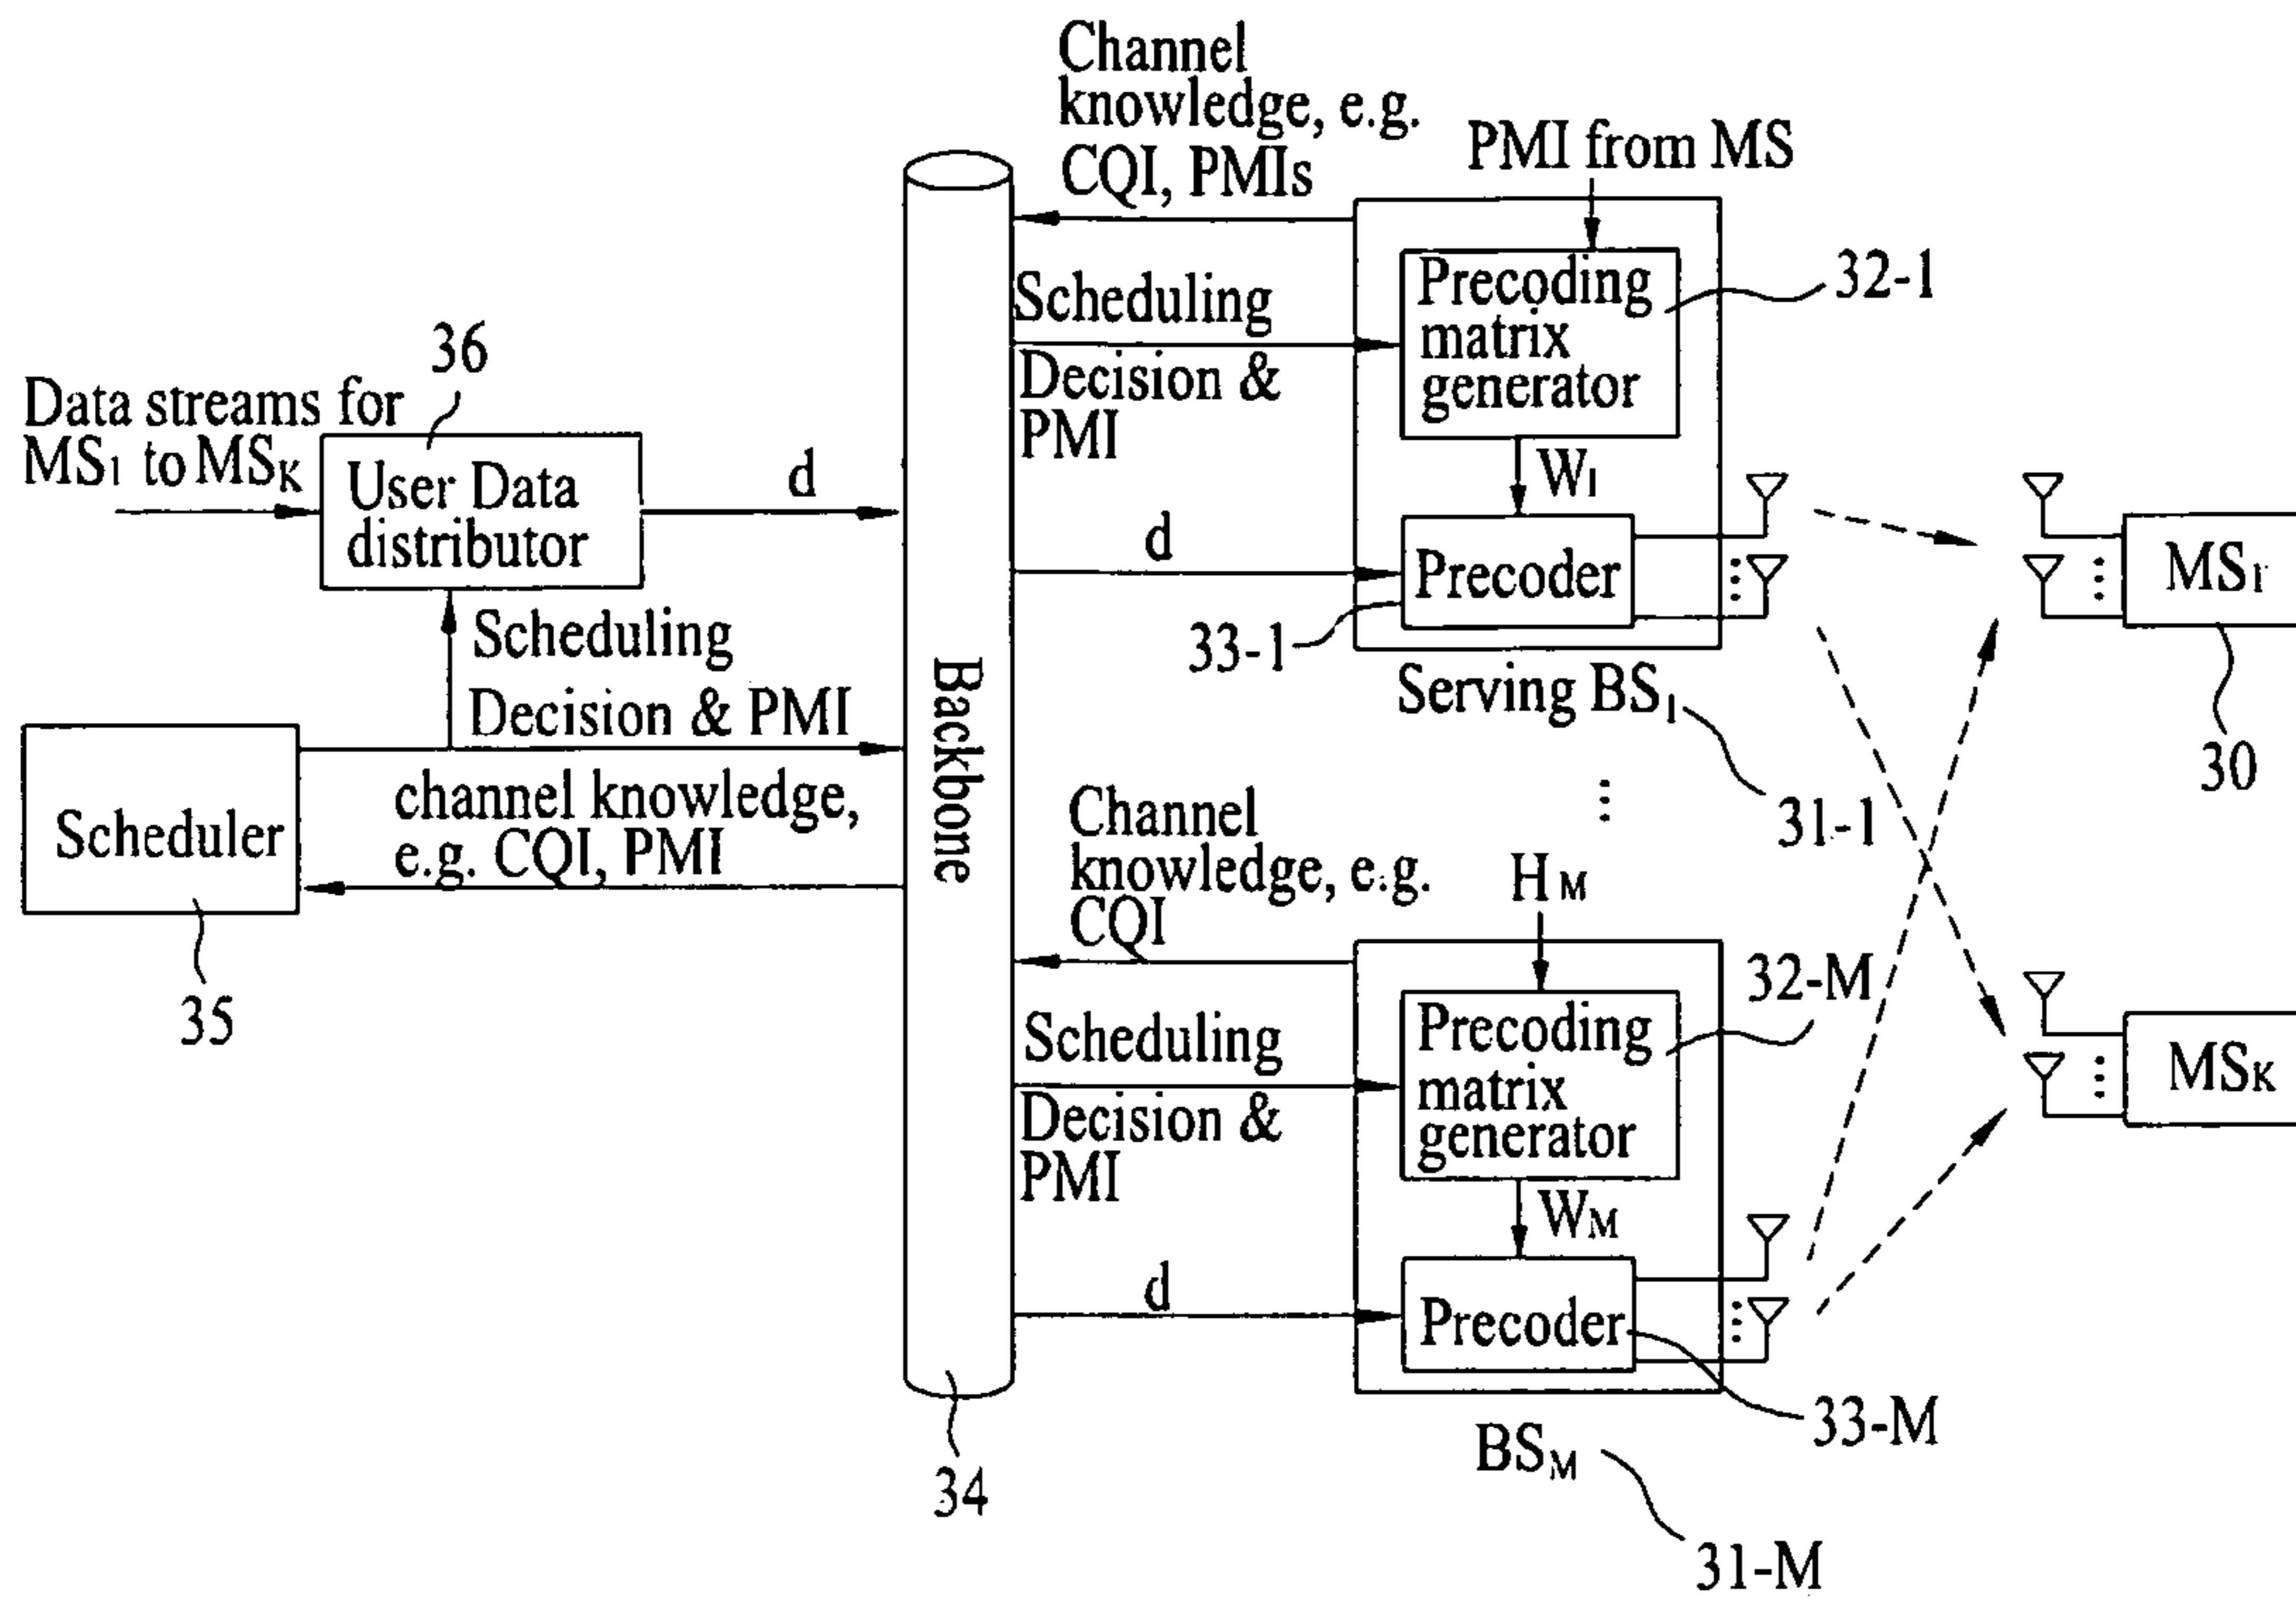 Channel
knowledge, e.g.
CQI, PMIs
PMI from MS
Scheduling
Decision &
PMI
Precoding
matrix
generator
32-1
W1
d
Precoder
33-1
Serving BS1
31-1
MS1
30
36
Data streams for
MS1 to MSK
User Data
distributor
d
Scheduling
Decision & PMI
Scheduler
35
channel knowledge,
e.g. CQI, PMI
Backbone
34
Channel
knowledge, e.g.
CQI
HM
Scheduling
Decision &
PMI
Precoding
matrix
generator
32-M
WM
d
Precoder
33-M
BSM
31-M
MSK